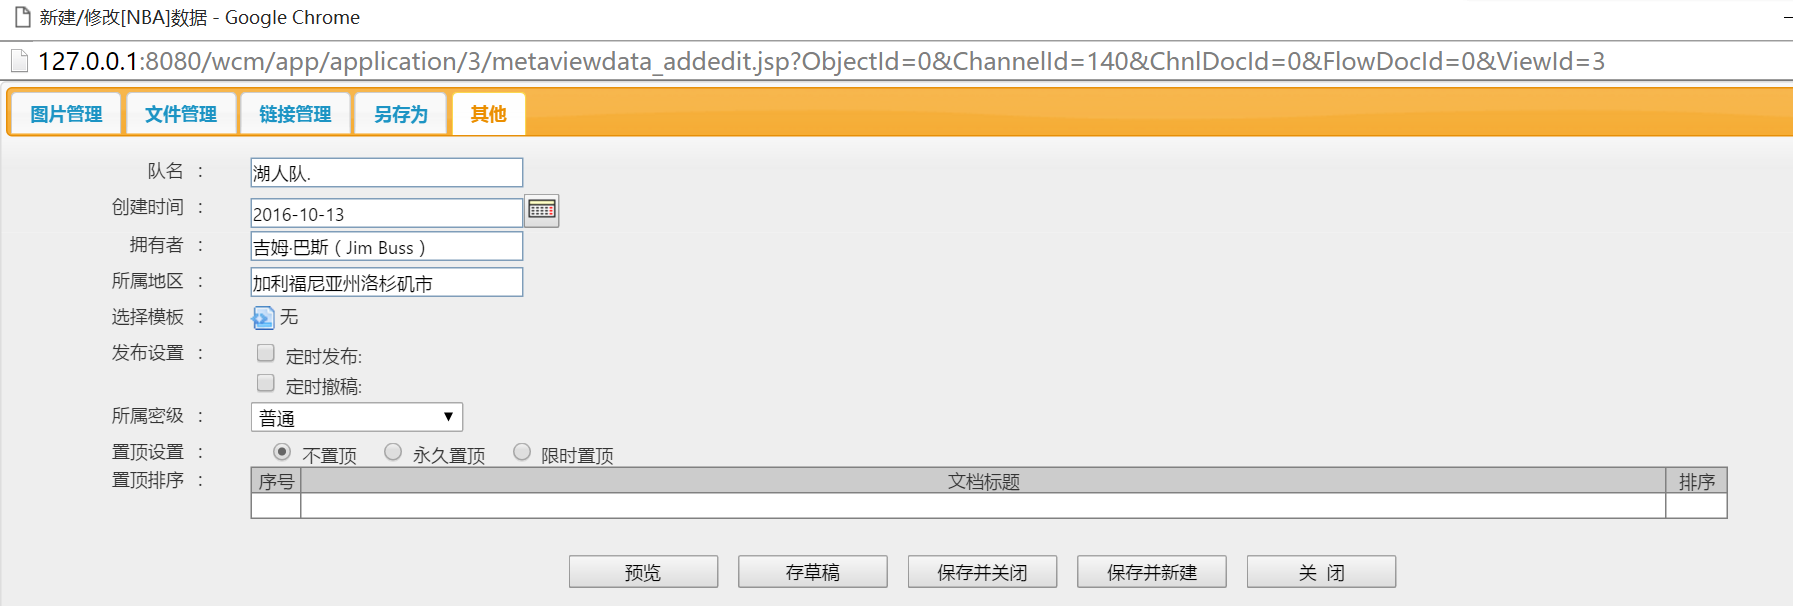 新建/修改[NBA]数据 - Google Chrome
127.0.0.1:8080/wcm/app/application/3/metaviewdata_addedit.jsp?ObjectId=0&ChannelId=140&ChnlDocId=0&FlowDocId=0&ViewId=3
图片管理 文件管理 链接管理 另存为 其他
队名 : 湖人队.
创建时间 : 2016-10-13
拥有者 : 吉姆·巴斯（Jim Buss）
所属地区 : 加利福尼亚州洛杉矶市
选择模板 : 无
发布设置 : 定时发布:
定时撤稿:
所属密级 : 普通
置顶设置 : 不置顶 永久置顶 限时置顶
置顶排序 : 序号 文档标题 排序
预览 存草稿 保存并关闭 保存并新建 关 闭